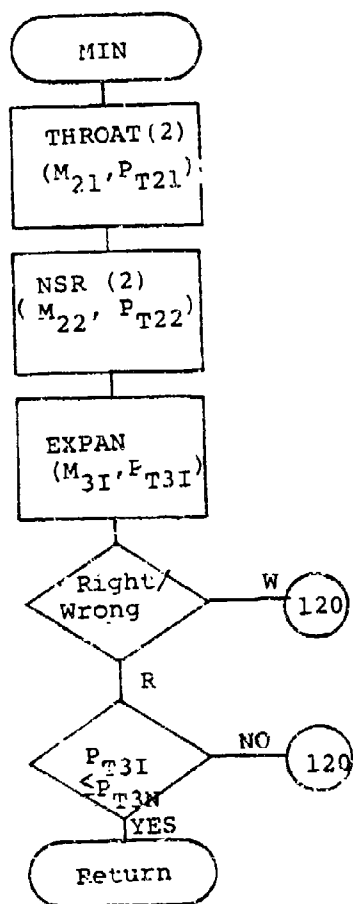 MIN
THROAT(2)
(M21,PT21)
NSR (2)
( M22, PT22)
EXPAN
(M3I,PT3I)
Right/
Wrong
W
120
R
PT3I
≤PT3N
NO
120
YES
Return